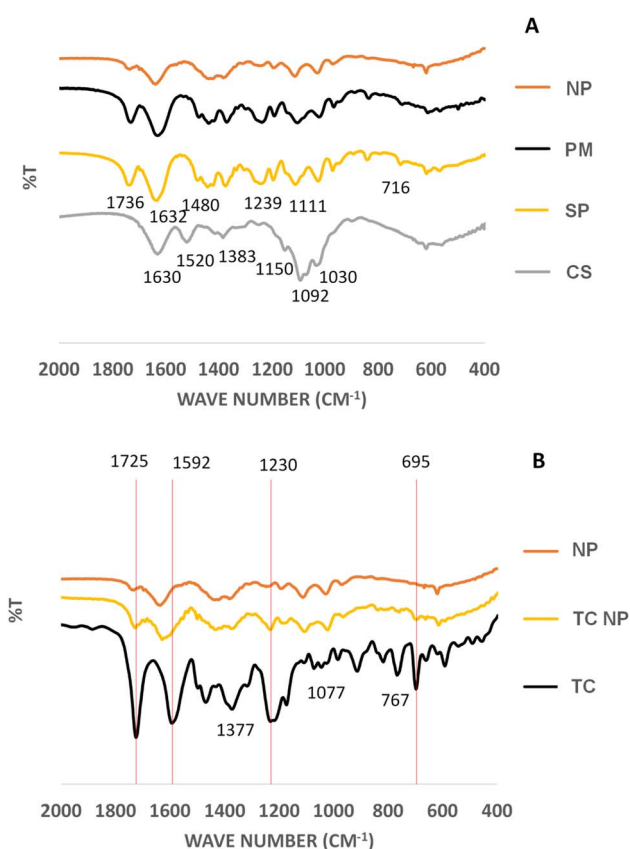 A
NP
PM
SP
CS
%T
1736
1632
1480
1239
1111
716
1630
1520
1383
1150
1092
1030
2000 1800 1600 1400 1200 1000 800 600 400
WAVE NUMBER (CM-1)
1725 1592 1230 695
B
NP
TC NP
TC
%T
1377
1077
767
2000 1800 1600 1400 1200 1000 800 600 400
WAVE NUMBER (CM-1)